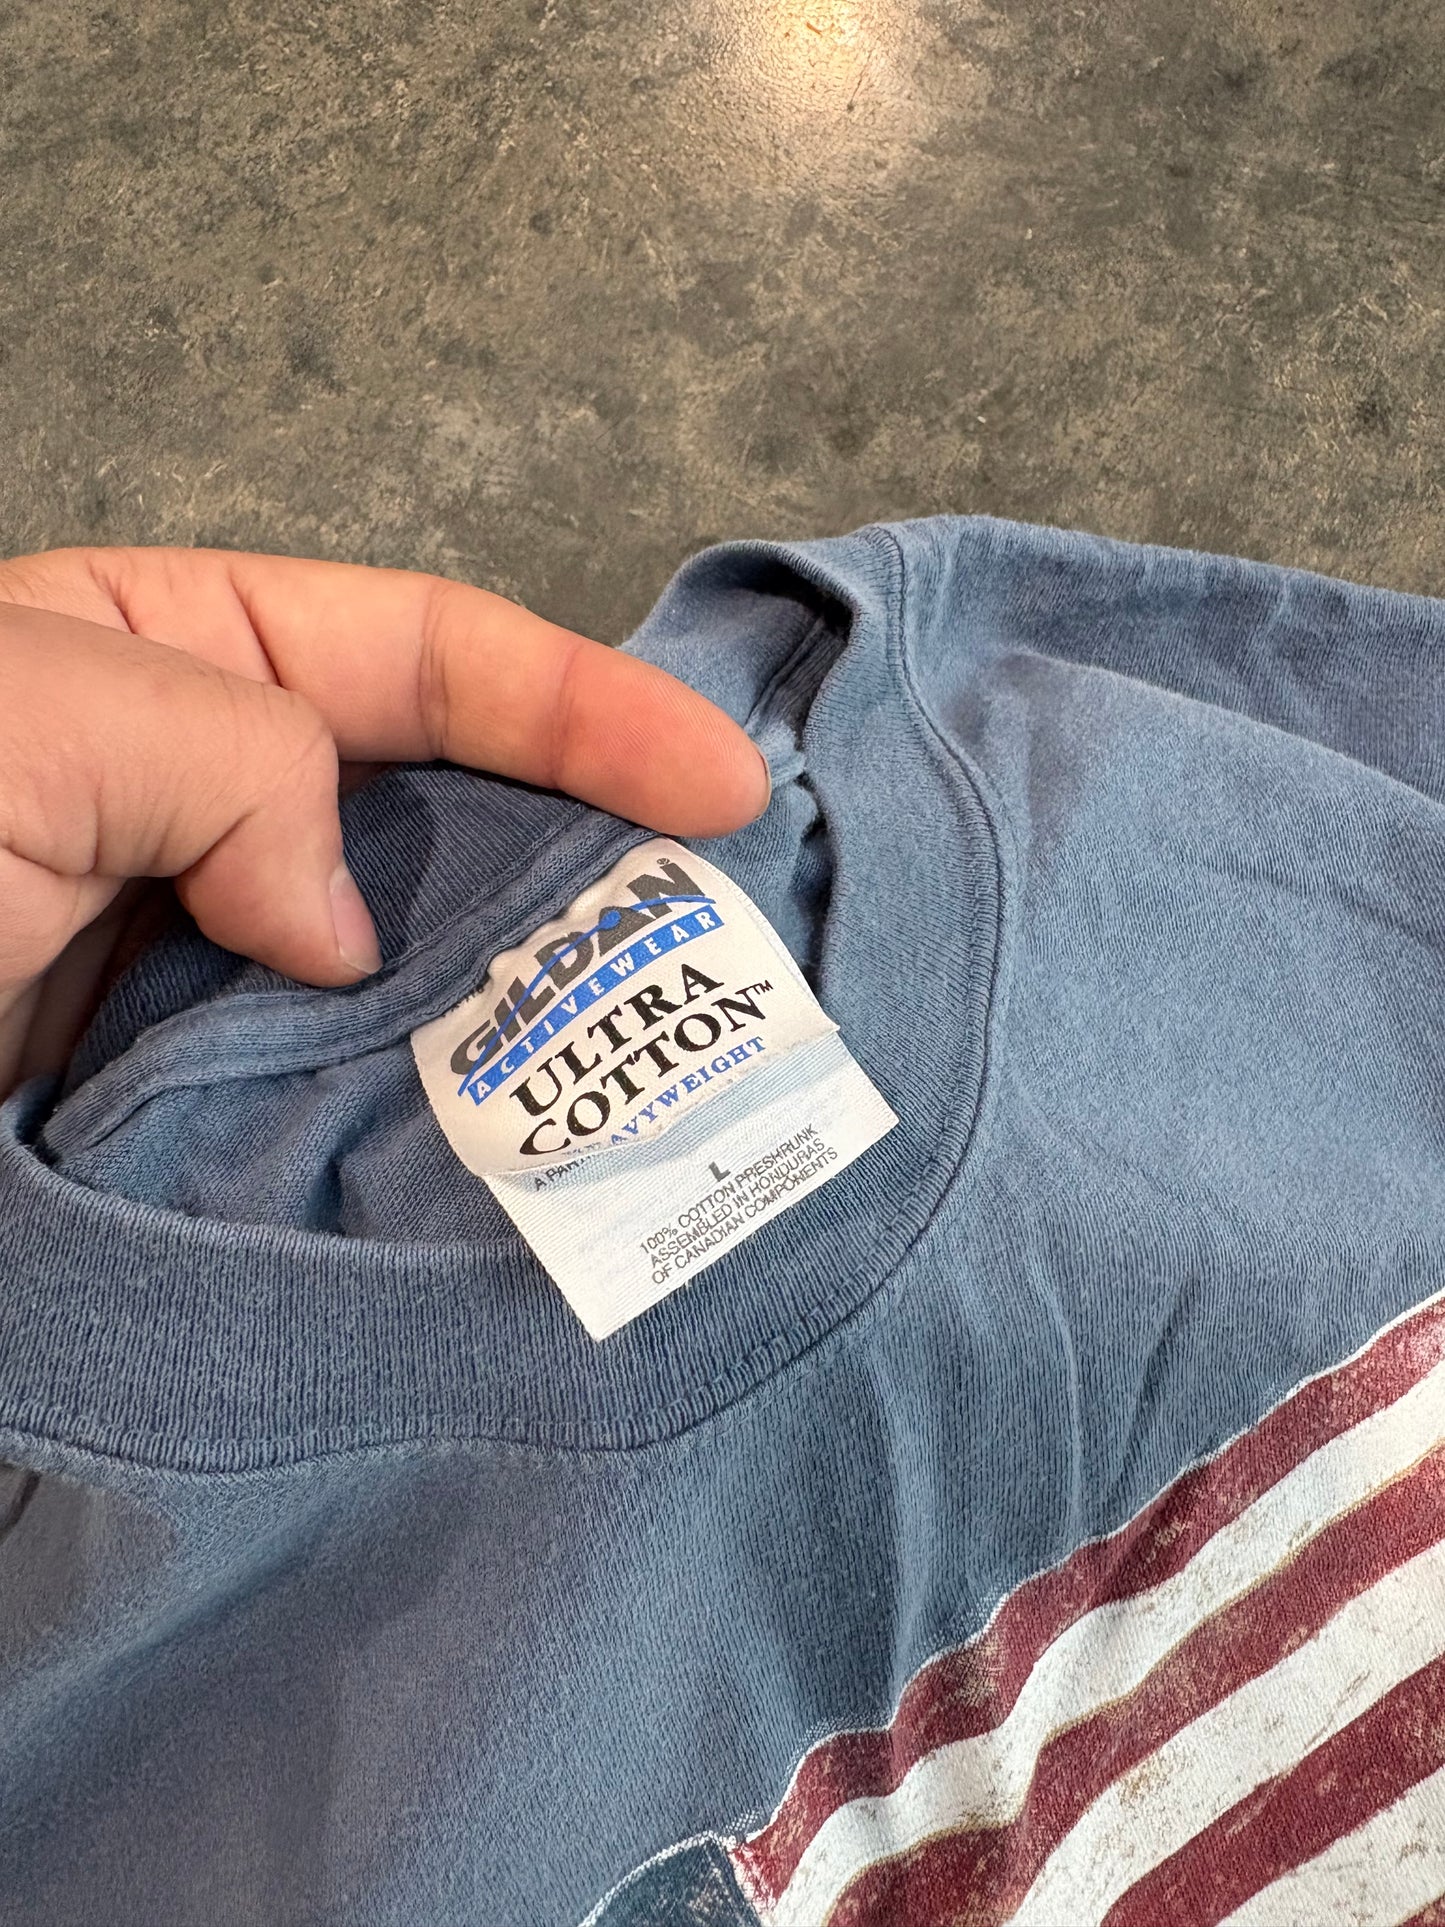 GILDAN®
ACTIVEWEAR
ULTRA
COTTON™
L
100% COTTON PRESHRUNK
ASSEMBLED IN HONDURAS
OF CANADIAN COMPONENTS